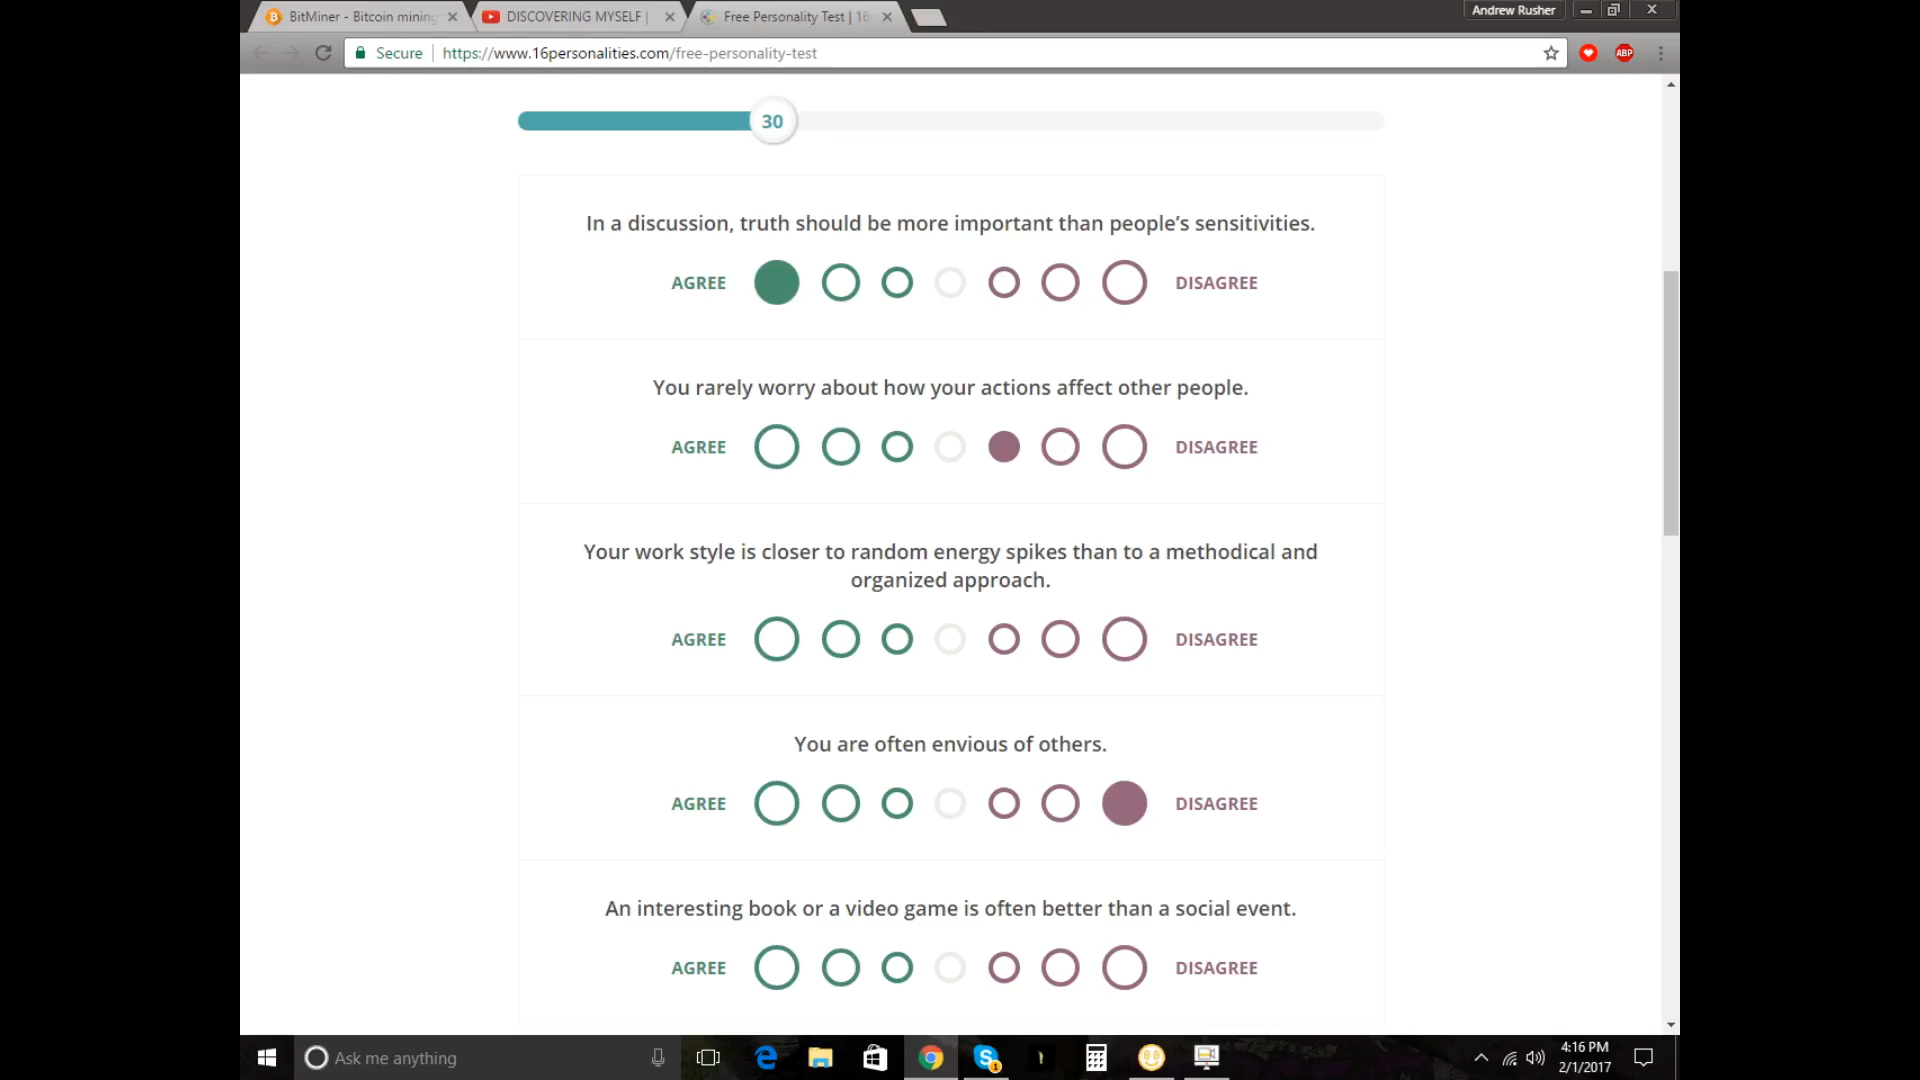 BitMiner - Bitcoin mining
DISCOVERING MYSELF |
Free Personality Test | 16
Andrew Rusher
Secure
https://www.16personalities.com/free-personality-test
ABP
30
In a discussion, truth should be more important than people’s sensitivities.
AGREE
DISAGREE
You rarely worry about how your actions affect other people.
AGREE
DISAGREE
Your work style is closer to random energy spikes than to a methodical and
organized approach.
AGREE
DISAGREE
You are often envious of others.
AGREE
DISAGREE
An interesting book or a video game is often better than a social event.
AGREE
DISAGREE
Ask me anything
1
4:16 PM
2/1/2017